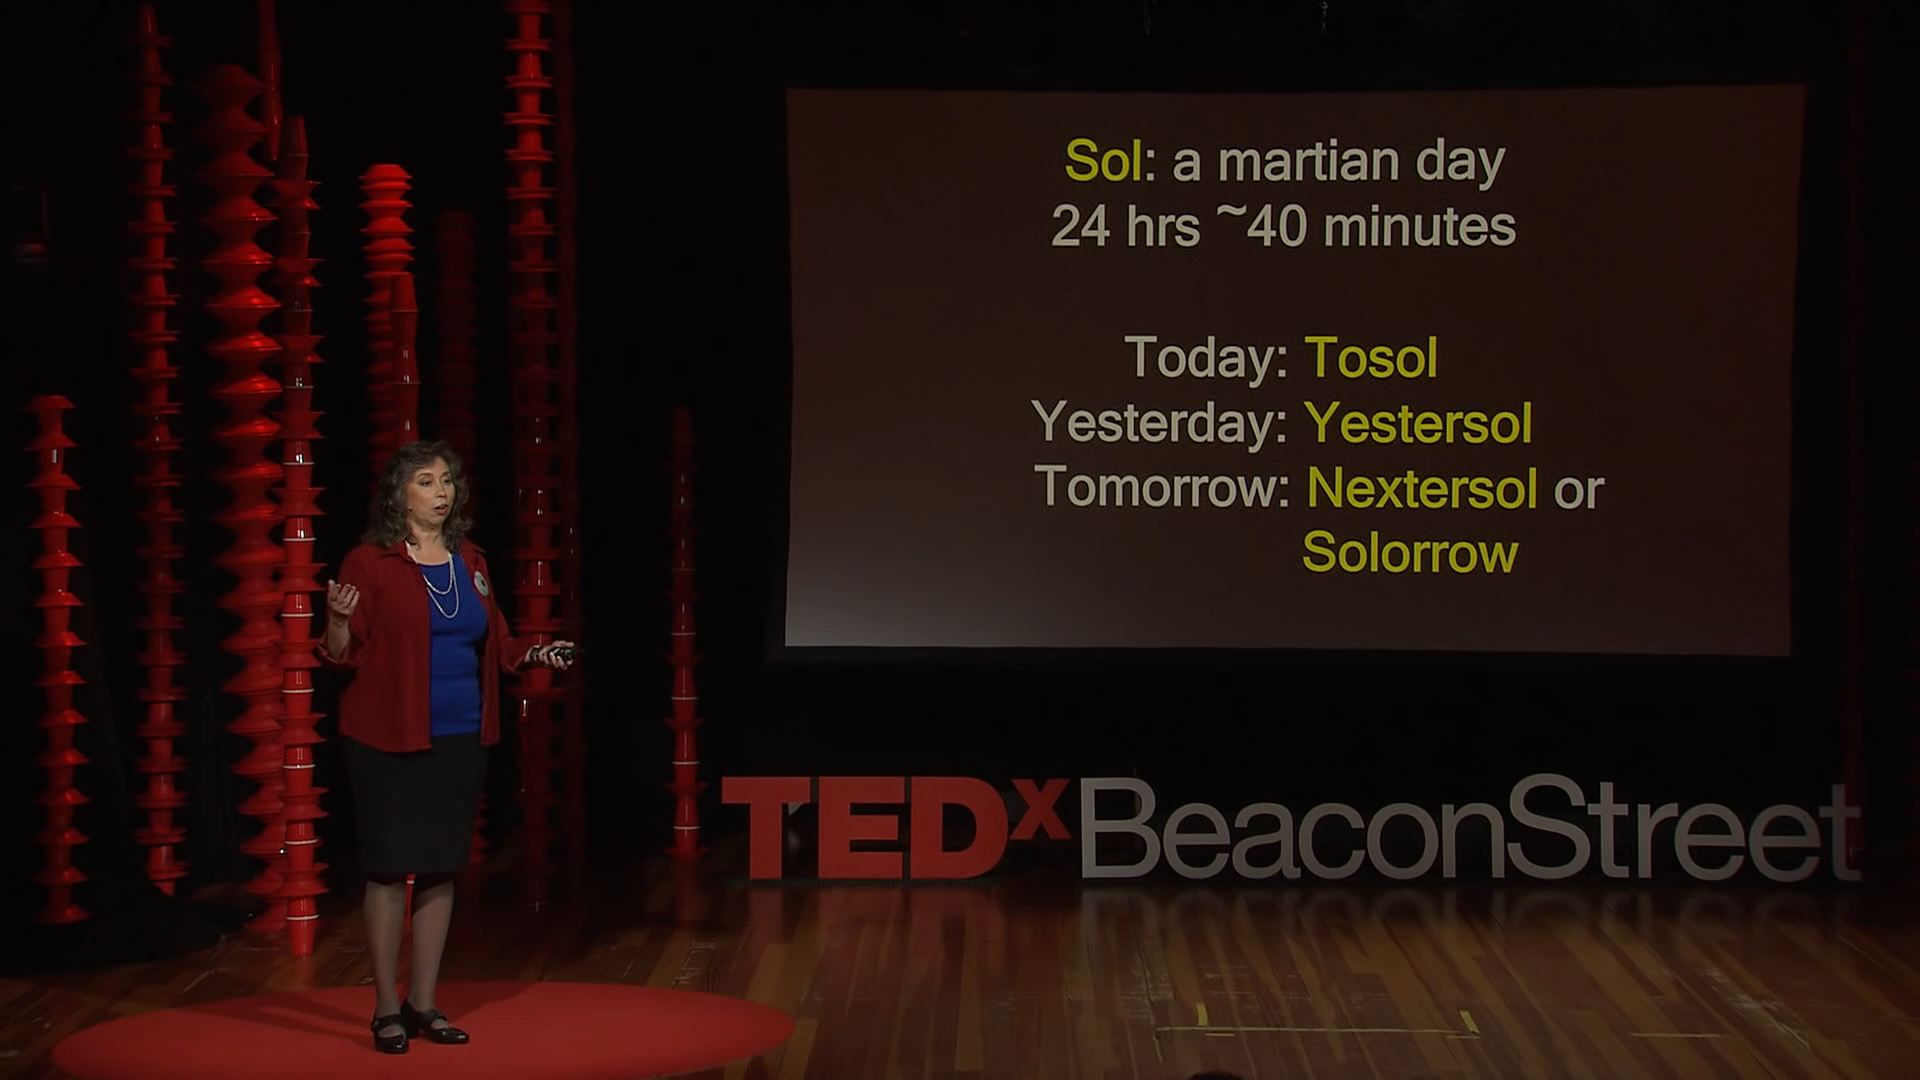 Sol: a martian day
24 hrs ~40 minutes
Today: Tosol
Yesterday: Yestersol
Tomorrow: Nextersol or
Solorrow
TEDxBeaconStreet